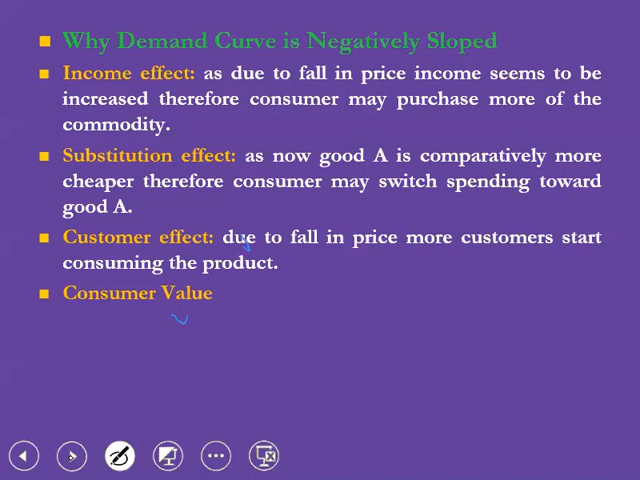 Why Demand Curve is Negatively Sloped
Income effect: as due to fall in price income seems to be
increased therefore consumer may purchase more of the
commodity.
Substitution effect: as now good A is comparatively more
cheaper therefore consumer may switch spending toward
good A.
Customer effect: due to fall in price more customers start
consuming the product.
Consumer Value